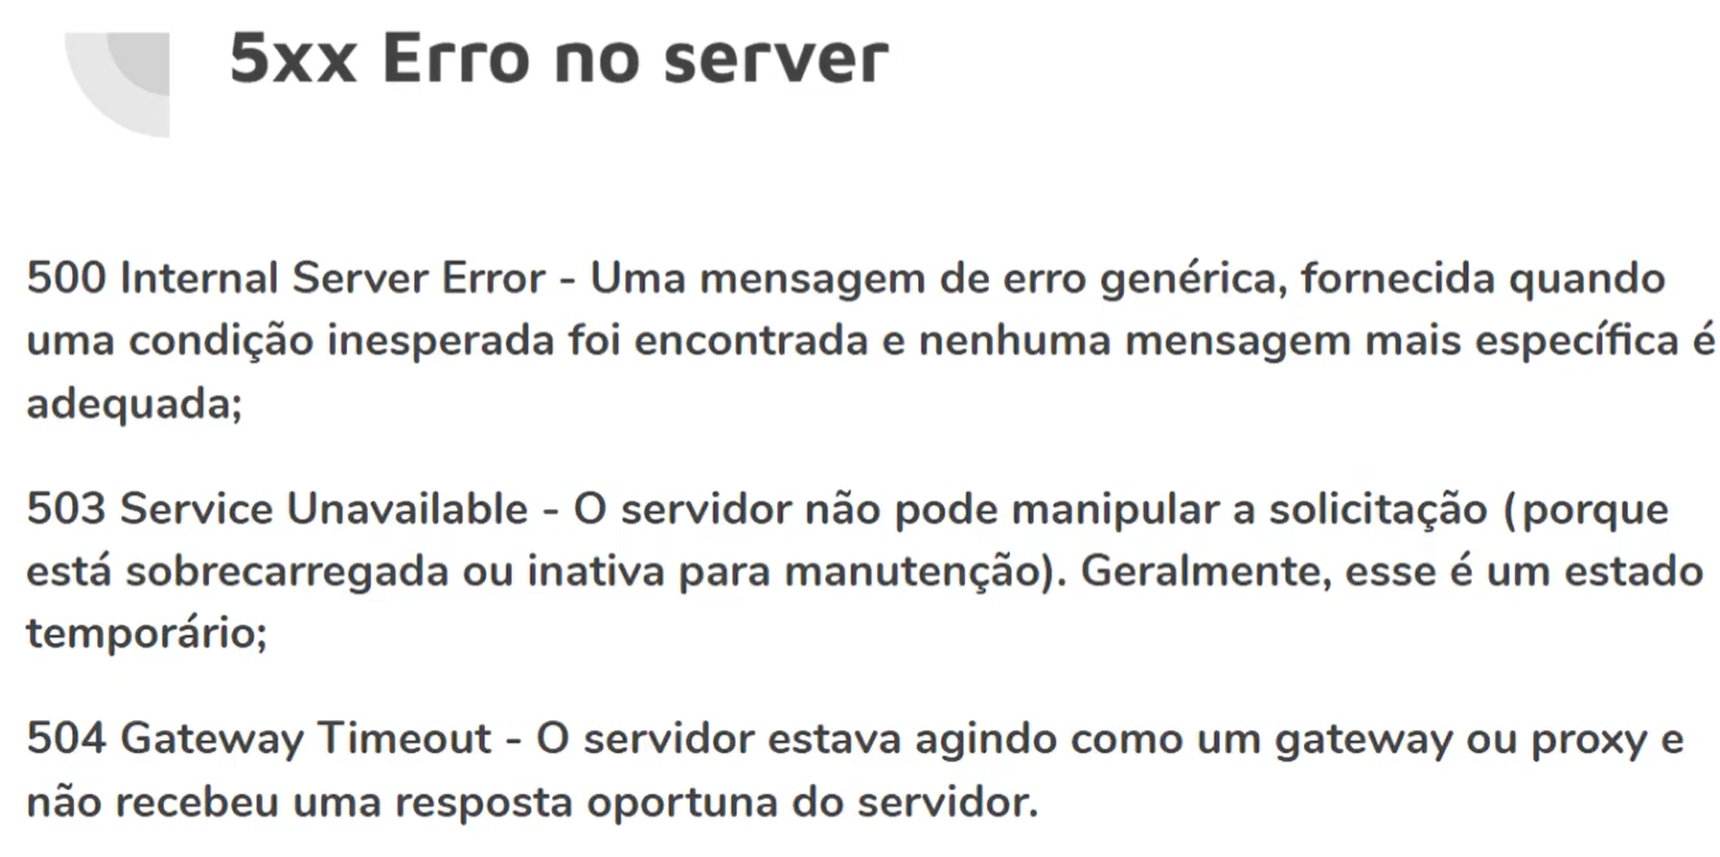 5xx Erro no server
500 Internal Server Error - Uma mensagem de erro genérica, fornecida quando
uma condição inesperada foi encontrada e nenhuma mensagem mais específica é
adequada;
503 Service Unavailable - O servidor não pode manipular a solicitação (porque
está sobrecarregada ou inativa para manutenção). Geralmente, esse é um estado
temporário;
504 Gateway Timeout - O servidor estava agindo como um gateway ou proxy e
não recebeu uma resposta oportuna do servidor.